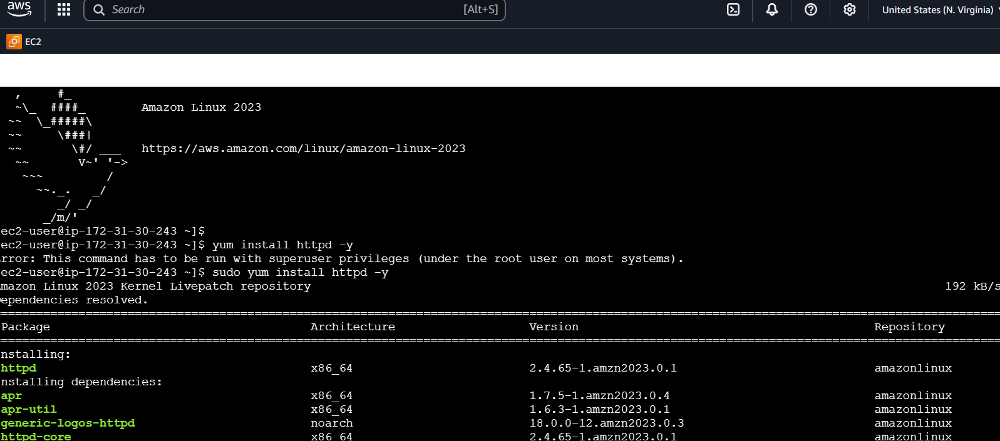 aws
Search [Alt+S] United States (N. Virginia)
EC2
, #_
~\_ ####_ Amazon Linux 2023
~~ \_#####\
~~ \###|
~~ \#/ ___ https://aws.amazon.com/linux/amazon-linux-2023
~~ V~' '->
~~~ /
~~._. _/
_/ _/
_/m/'
ec2-user@ip-172-31-30-243 ~]$
ec2-user@ip-172-31-30-243 ~]$ yum install httpd -y
rror: This command has to be run with superuser privileges (under the root user on most systems).
ec2-user@ip-172-31-30-243 ~]$ sudo yum install httpd -y
mazon Linux 2023 Kernel Livepatch repository 192 kB/s
ependencies resolved.
Package Architecture Version Repository
nstalling:
httpd x86_64 2.4.65-1.amzn2023.0.1 amazonlinux
nstalling dependencies:
apr x86_64 1.7.5-1.amzn2023.0.4 amazonlinux
apr-util x86_64 1.6.3-1.amzn2023.0.1 amazonlinux
generic-logos-httpd noarch 18.0.0-12.amzn2023.0.3 amazonlinux
httpd-core x86_64 2.4.65-1.amzn2023.0.1 amazonlinux